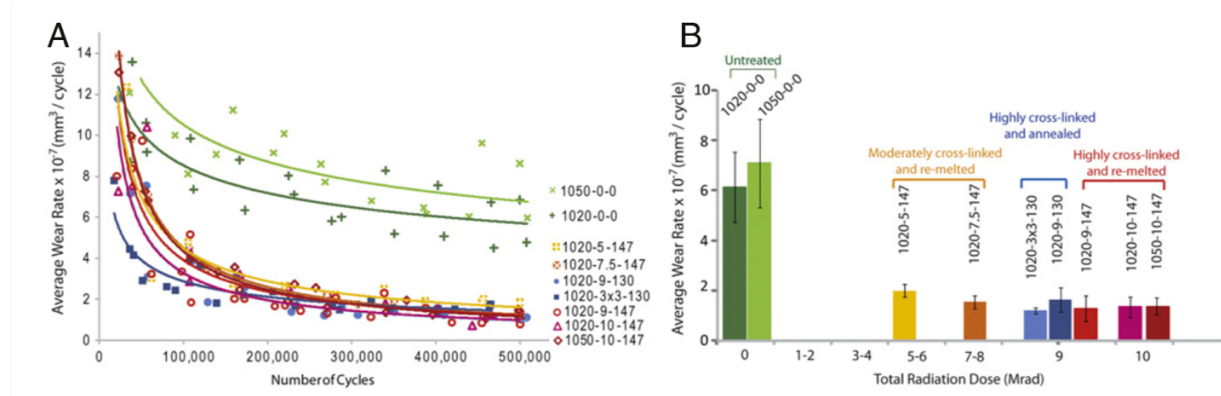 A
Average Wear Rate x 10⁻⁷ (mm³ / cycle)
14
12
10
8
6
4
2
0
0
100,000
200,000
300,000
400,000
500,000
NumberofCycles
1050-0-0
1020-0-0
1020-5-147
1020-7.5-147
1020-9-130
1020-3x3-130
1020-9-147
1020-10-147
1050-10-147
B
Average Wear Rate x 10⁻⁷(mm³ / cycle)
10
8
6
4
2
0
Untreated
1020-0-0
1050-0-0
Moderately cross-linked
and re-melted
1020-5-147
1020-7.5-147
Highly cross-linked
and annealed
1020-3x3-130
1020-9-130
Highly cross-linked
and re-melted
1020-9-147
1020-10-147
1050-10-147
0
1-2
3-4
5-6
7-8
9
10
Total Radiation Dose (Mrad)